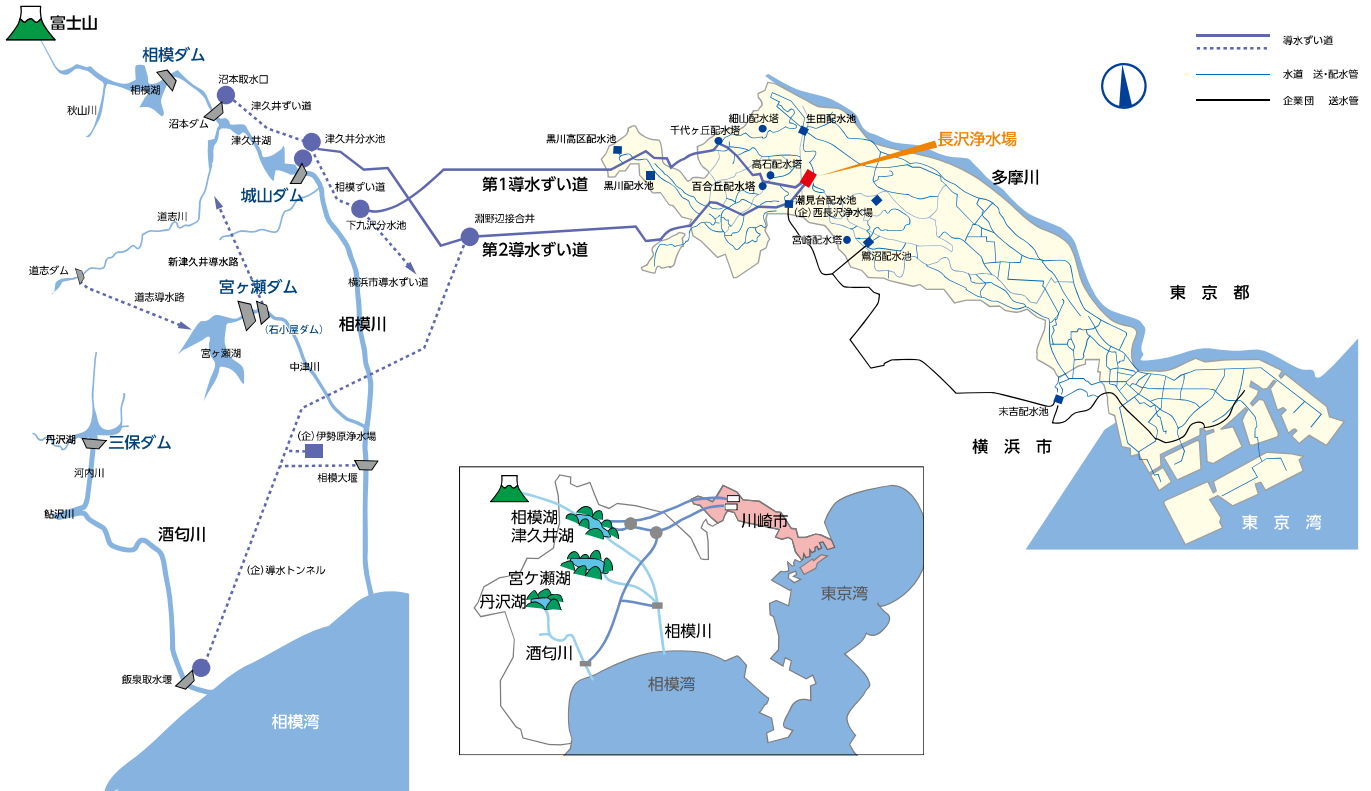 富士山
相模ダム
相模湖
秋山川
沼本取水口
沼本ダム
津久井ずい道
津久井湖
津久井分水池
城山ダム
相模ずい道
下九沢分水池
淵野辺接合井
第1導水ずい道
第2導水ずい道
横浜市導水ずい道
道志川
道志ダム
道志導水路
新津久井導水路
宮ヶ瀬ダム
(石小屋ダム)
宮ヶ瀬湖
中津川
相模川
丹沢湖
三保ダム
河内川
鮎沢川
酒匂川
(企)伊勢原浄水場
相模大堰
(企)導水トンネル
飯泉取水堰
相模湾
黒川高区配水池
黒川配水池
千代ヶ丘配水塔
細山配水塔
生田配水池
高石配水塔
百合丘配水塔
長沢浄水場
潮見台配水池
(企)西長沢浄水場
宮崎配水塔
鷺沼配水池
多摩川
末吉配水池
東京都
横浜市
東京湾
導水ずい道
水道 送・配水管
企業団 送水管
相模湖
津久井湖
宮ケ瀬湖
丹沢湖
酒匂川
相模川
相模湾
川崎市
東京湾